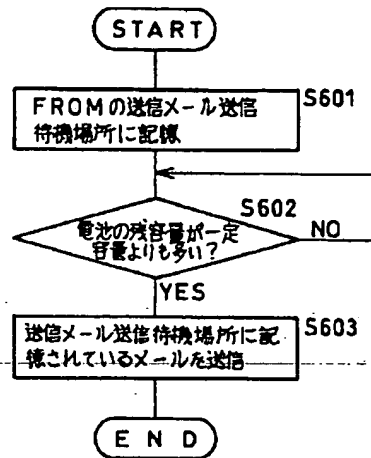 START
FROMの送信メール送信
待機場所に記憶
S601
S602
電池の残容量が一定
容量よりも多い?
NO
YES
送信メール送信待機場所に記
憶されているメールを送信
S603
END